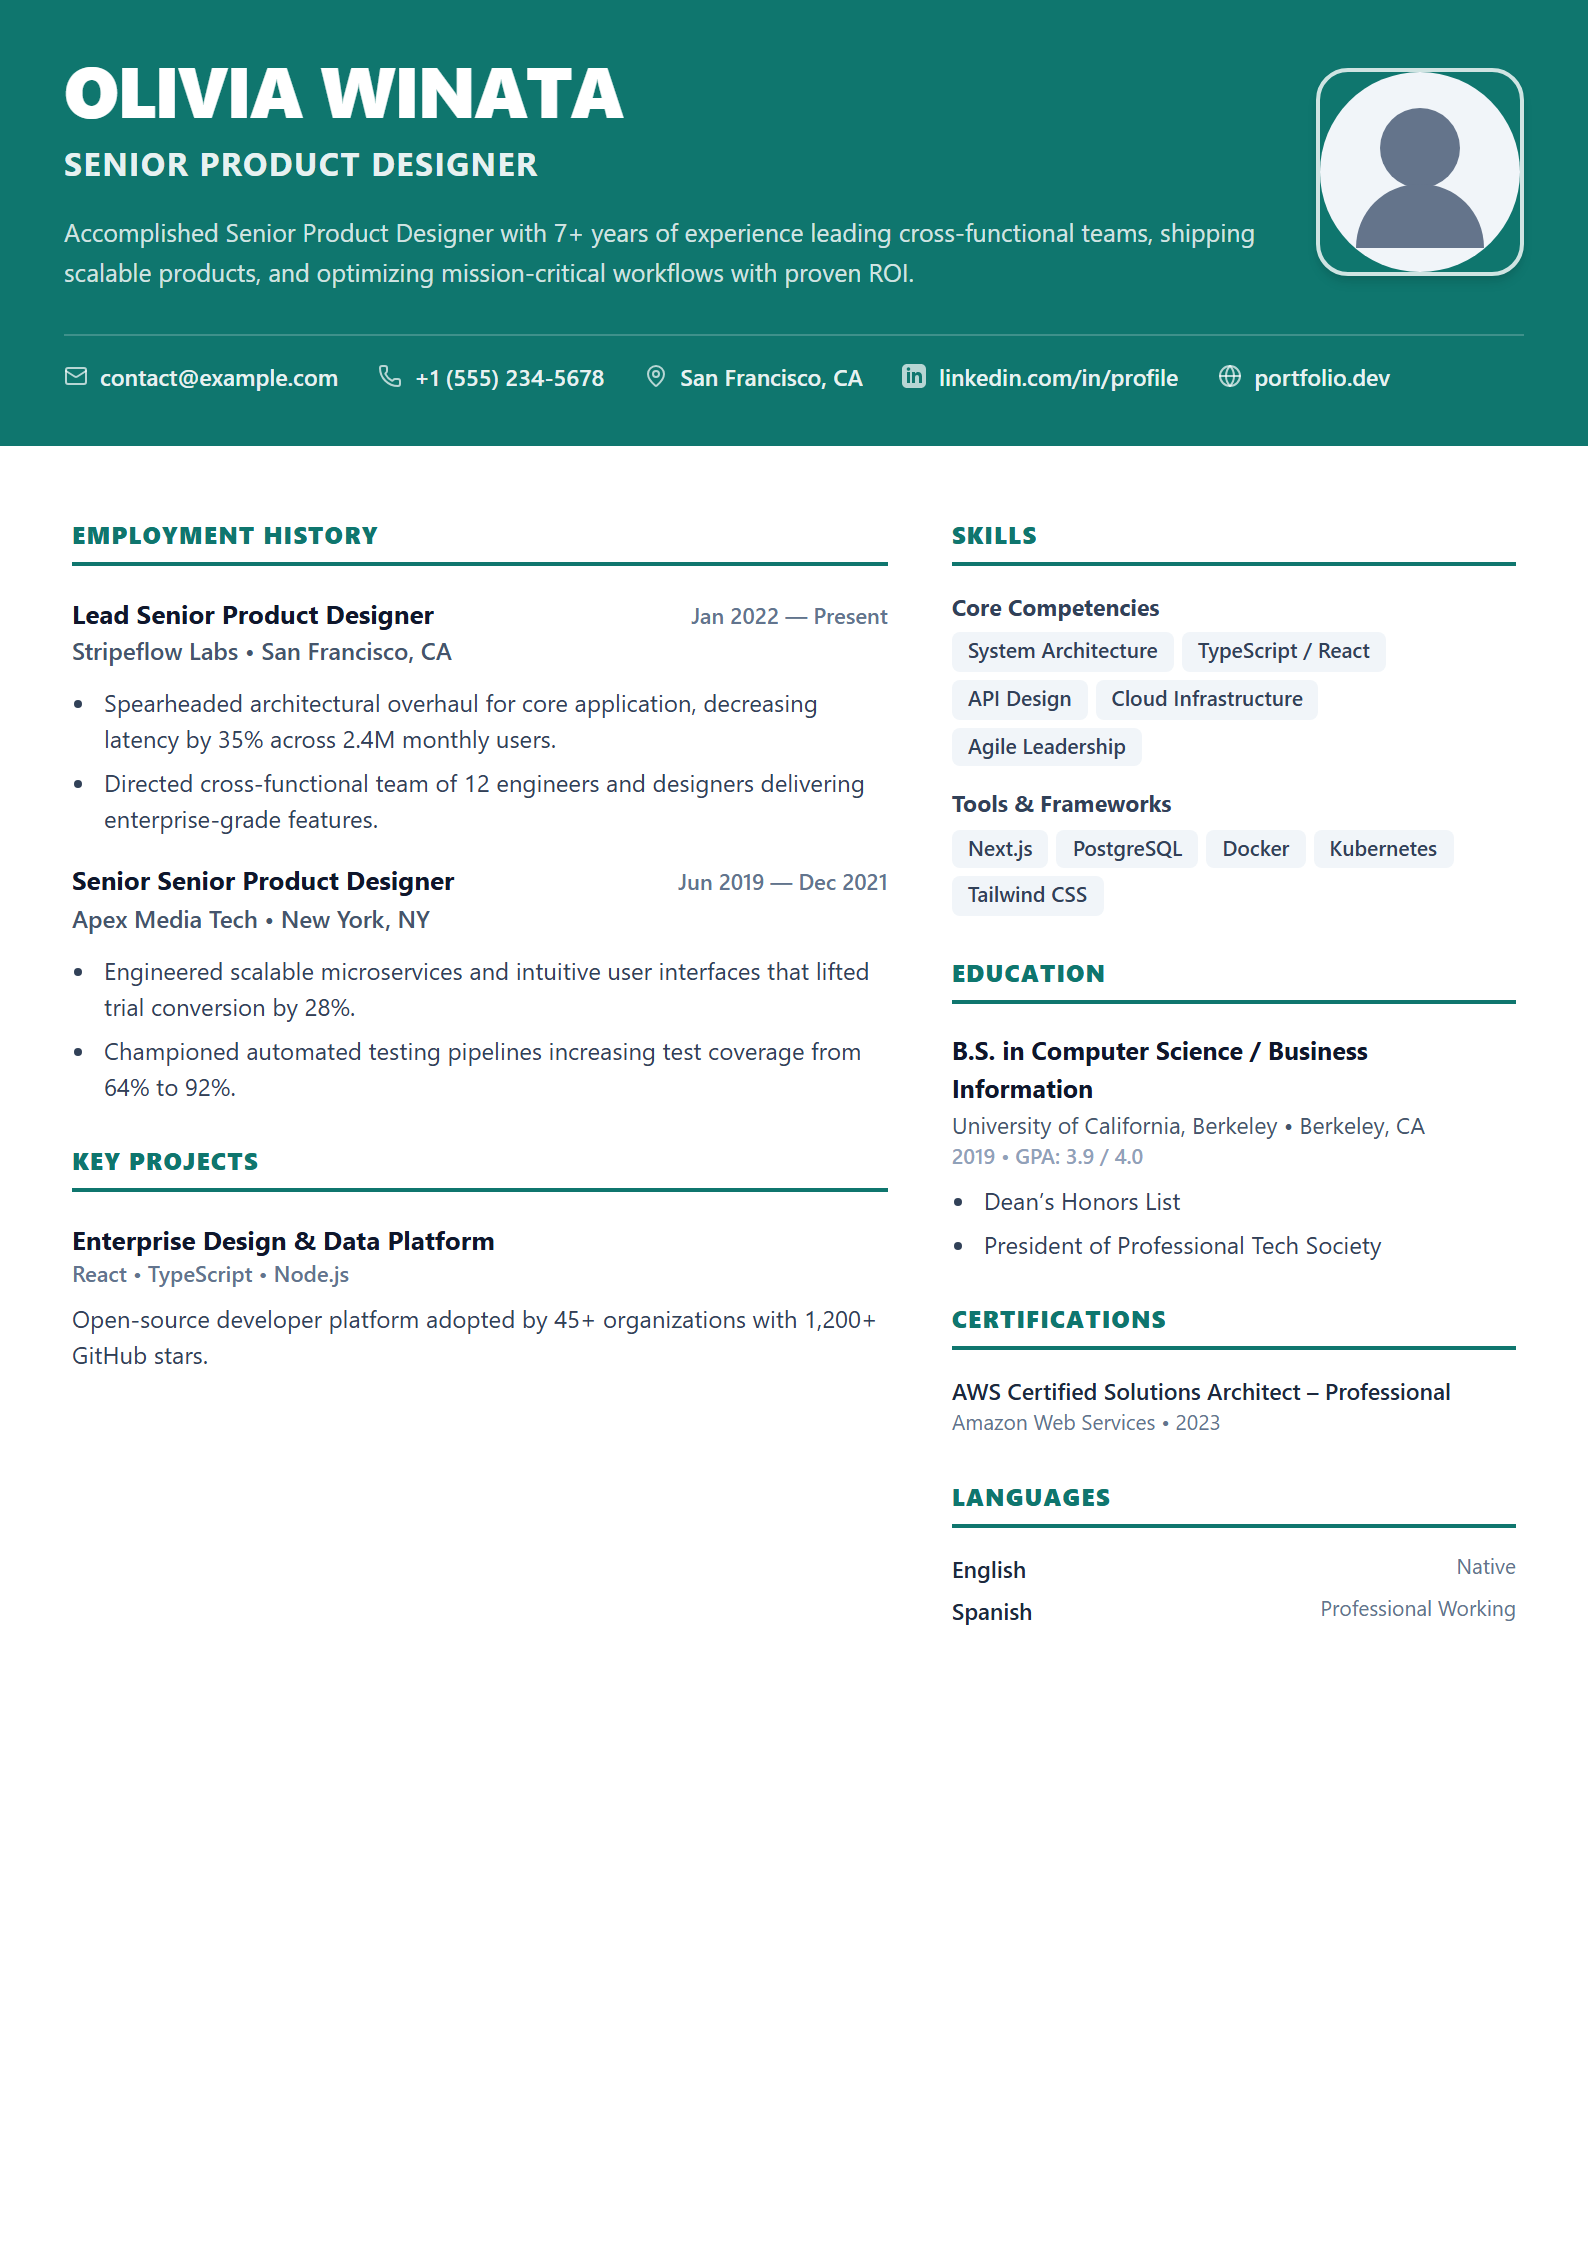 OLIVIA WINATA
SENIOR PRODUCT DESIGNER
Accomplished Senior Product Designer with 7+ years of experience leading cross-functional teams, shipping
scalable products, and optimizing mission-critical workflows with proven ROI.
contact@example.com +1 (555) 234-5678 San Francisco, CA linkedin.com/in/profile portfolio.dev
EMPLOYMENT HISTORY
Lead Senior Product Designer Jan 2022 — Present
Stripeflow Labs • San Francisco, CA
• Spearheaded architectural overhaul for core application, decreasing
latency by 35% across 2.4M monthly users.
• Directed cross-functional team of 12 engineers and designers delivering
enterprise-grade features.
Senior Senior Product Designer Jun 2019 — Dec 2021
Apex Media Tech • New York, NY
• Engineered scalable microservices and intuitive user interfaces that lifted
trial conversion by 28%.
• Championed automated testing pipelines increasing test coverage from
64% to 92%.
KEY PROJECTS
Enterprise Design & Data Platform
React • TypeScript • Node.js
Open-source developer platform adopted by 45+ organizations with 1,200+
GitHub stars.
SKILLS
Core Competencies
System Architecture TypeScript / React
API Design Cloud Infrastructure
Agile Leadership
Tools & Frameworks
Next.js PostgreSQL Docker Kubernetes
Tailwind CSS
EDUCATION
B.S. in Computer Science / Business
Information
University of California, Berkeley • Berkeley, CA
2019 • GPA: 3.9 / 4.0
• Dean’s Honors List
• President of Professional Tech Society
CERTIFICATIONS
AWS Certified Solutions Architect – Professional
Amazon Web Services • 2023
LANGUAGES
English Native
Spanish Professional Working